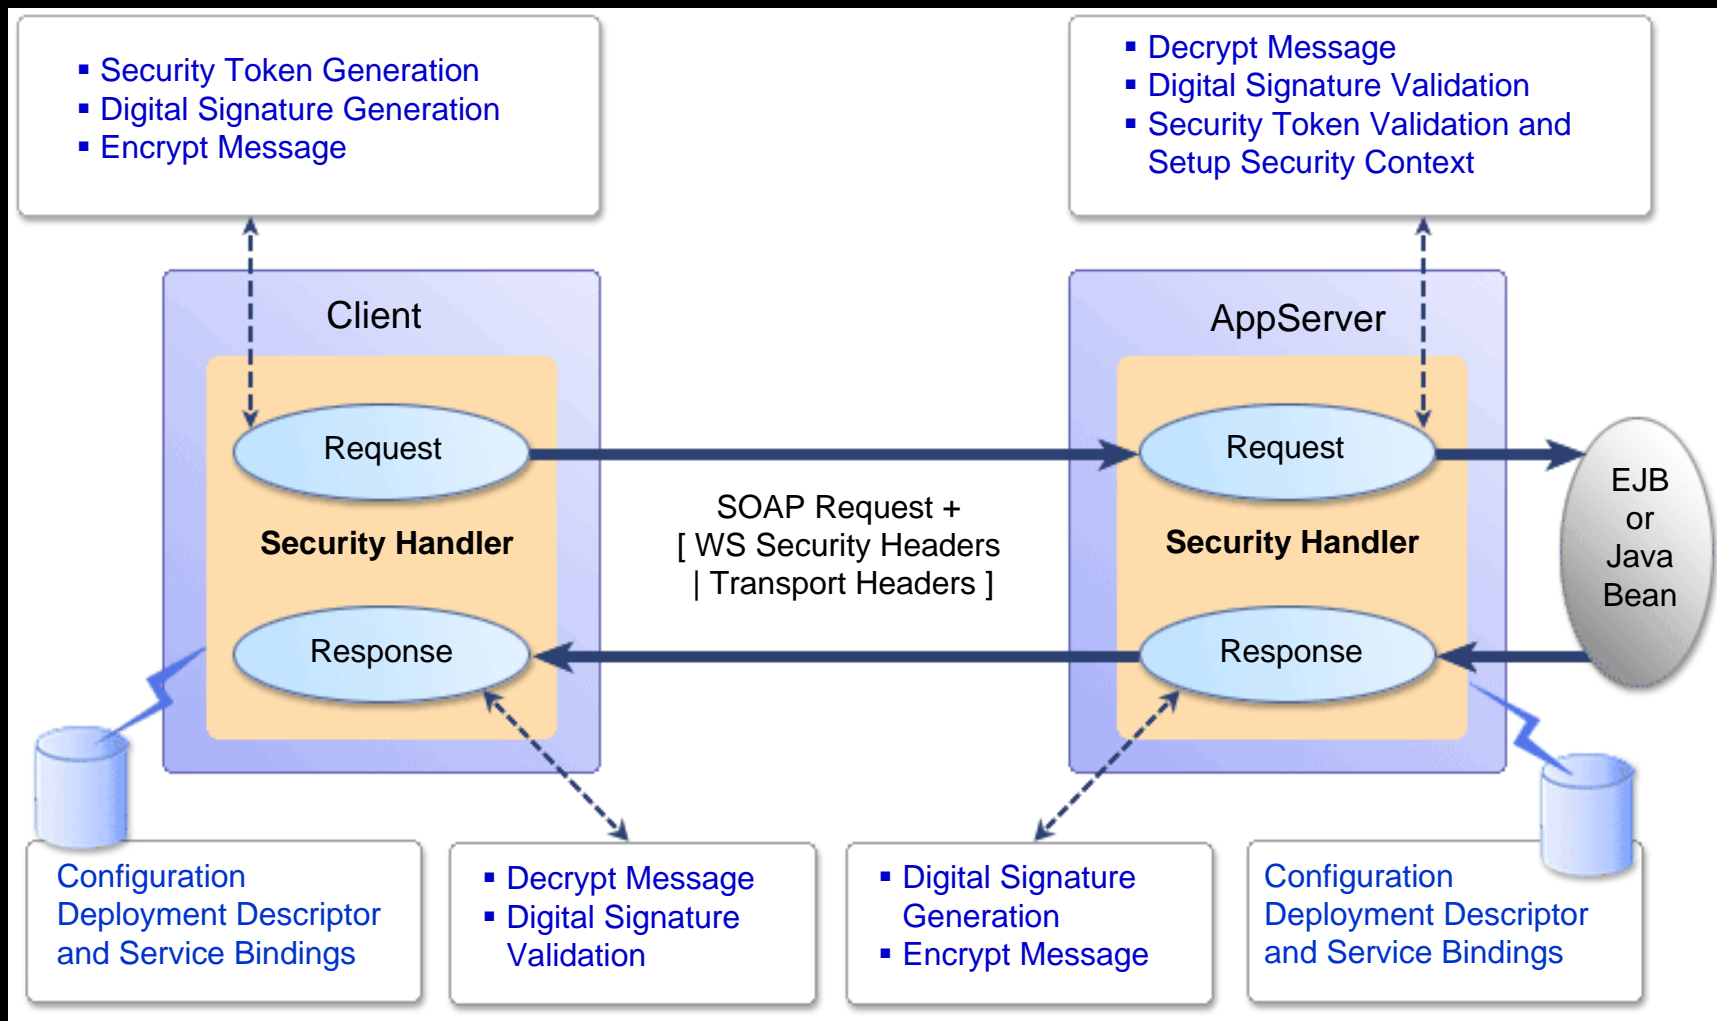 ▪ Security Token Generation
▪ Digital Signature Generation
▪ Encrypt Message
▪ Decrypt Message
▪ Digital Signature Validation
▪ Security Token Validation and
Setup Security Context
Client
AppServer
Request
Request
Security Handler
SOAP Request +
[ WS Security Headers
| Transport Headers ]
Security Handler
EJB
or
Java
Bean
Response
Response
Configuration
Deployment Descriptor
and Service Bindings
▪ Decrypt Message
▪ Digital Signature
Validation
▪ Digital Signature
Generation
▪ Encrypt Message
Configuration
Deployment Descriptor
and Service Bindings